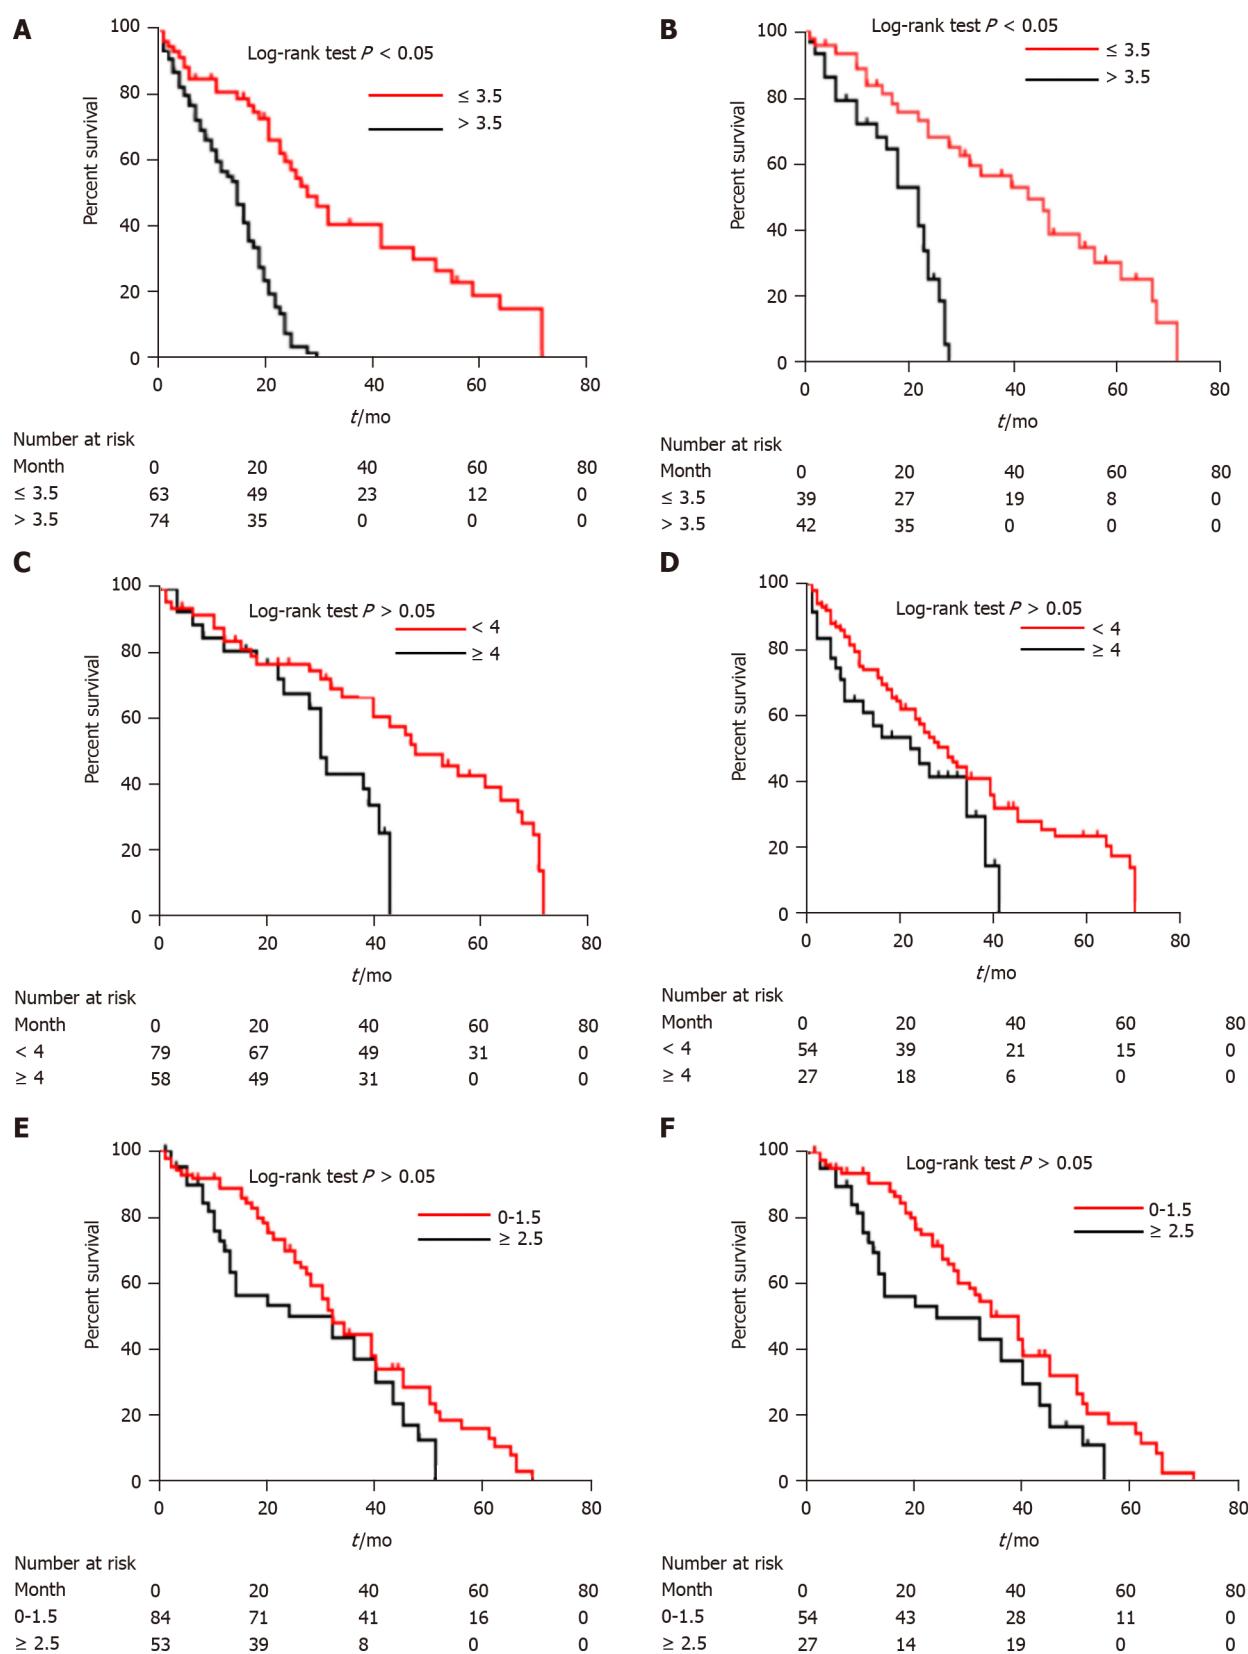 A
Log-rank test P < 0.05
≤ 3.5
> 3.5
Percent survival
100
80
60
40
20
0
0 20 40 60 80
t/mo
Number at risk
Month 0 20 40 60 80
≤ 3.5 63 49 23 12 0
> 3.5 74 35 0 0 0
B
Log-rank test P < 0.05
≤ 3.5
> 3.5
Percent survival
100
80
60
40
20
0
0 20 40 60 80
t/mo
Number at risk
Month 0 20 40 60 80
≤ 3.5 39 27 19 8 0
> 3.5 42 35 0 0 0
C
Log-rank test P > 0.05
< 4
≥ 4
Percent survival
100
80
60
40
20
0
0 20 40 60 80
t/mo
Number at risk
Month 0 20 40 60 80
< 4 79 67 49 31 0
≥ 4 58 49 31 0 0
D
Log-rank test P > 0.05
< 4
≥ 4
Percent survival
100
80
60
40
20
0
0 20 40 60 80
t/mo
Number at risk
Month 0 20 40 60 80
< 4 54 39 21 15 0
≥ 4 27 18 6 0 0
E
Log-rank test P > 0.05
0-1.5
≥ 2.5
Percent survival
100
80
60
40
20
0
0 20 40 60 80
t/mo
Number at risk
Month 0 20 40 60 80
0-1.5 84 71 41 16 0
≥ 2.5 53 39 8 0 0
F
Log-rank test P > 0.05
0-1.5
≥ 2.5
Percent survival
100
80
60
40
20
0
0 20 40 60 80
t/mo
Number at risk
Month 0 20 40 60 80
0-1.5 54 43 28 11 0
≥ 2.5 27 14 19 0 0